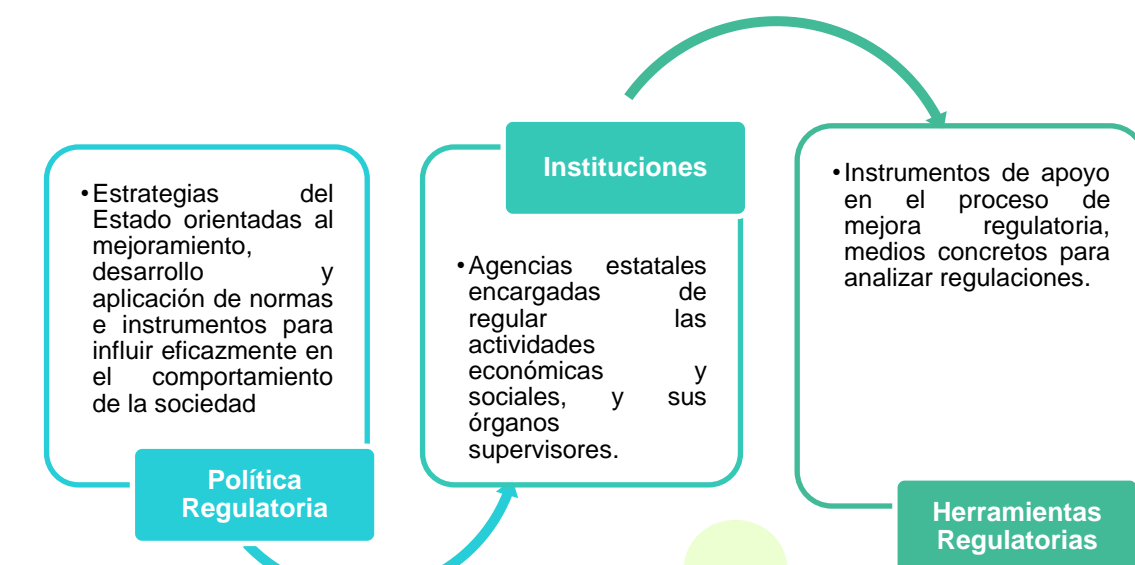 •Estrategias del
Estado orientadas al
mejoramiento,
desarrollo y
aplicación de normas
e instrumentos para
influir eficazmente en
el comportamiento
de la sociedad
Política
Regulatoria
Instituciones
•Agencias estatales
encargadas de
regular las
actividades
económicas y
sociales, y sus
órganos
supervisores.
•Instrumentos de apoyo
en el proceso de
mejora regulatoria,
medios concretos para
analizar regulaciones.
Herramientas
Regulatorias